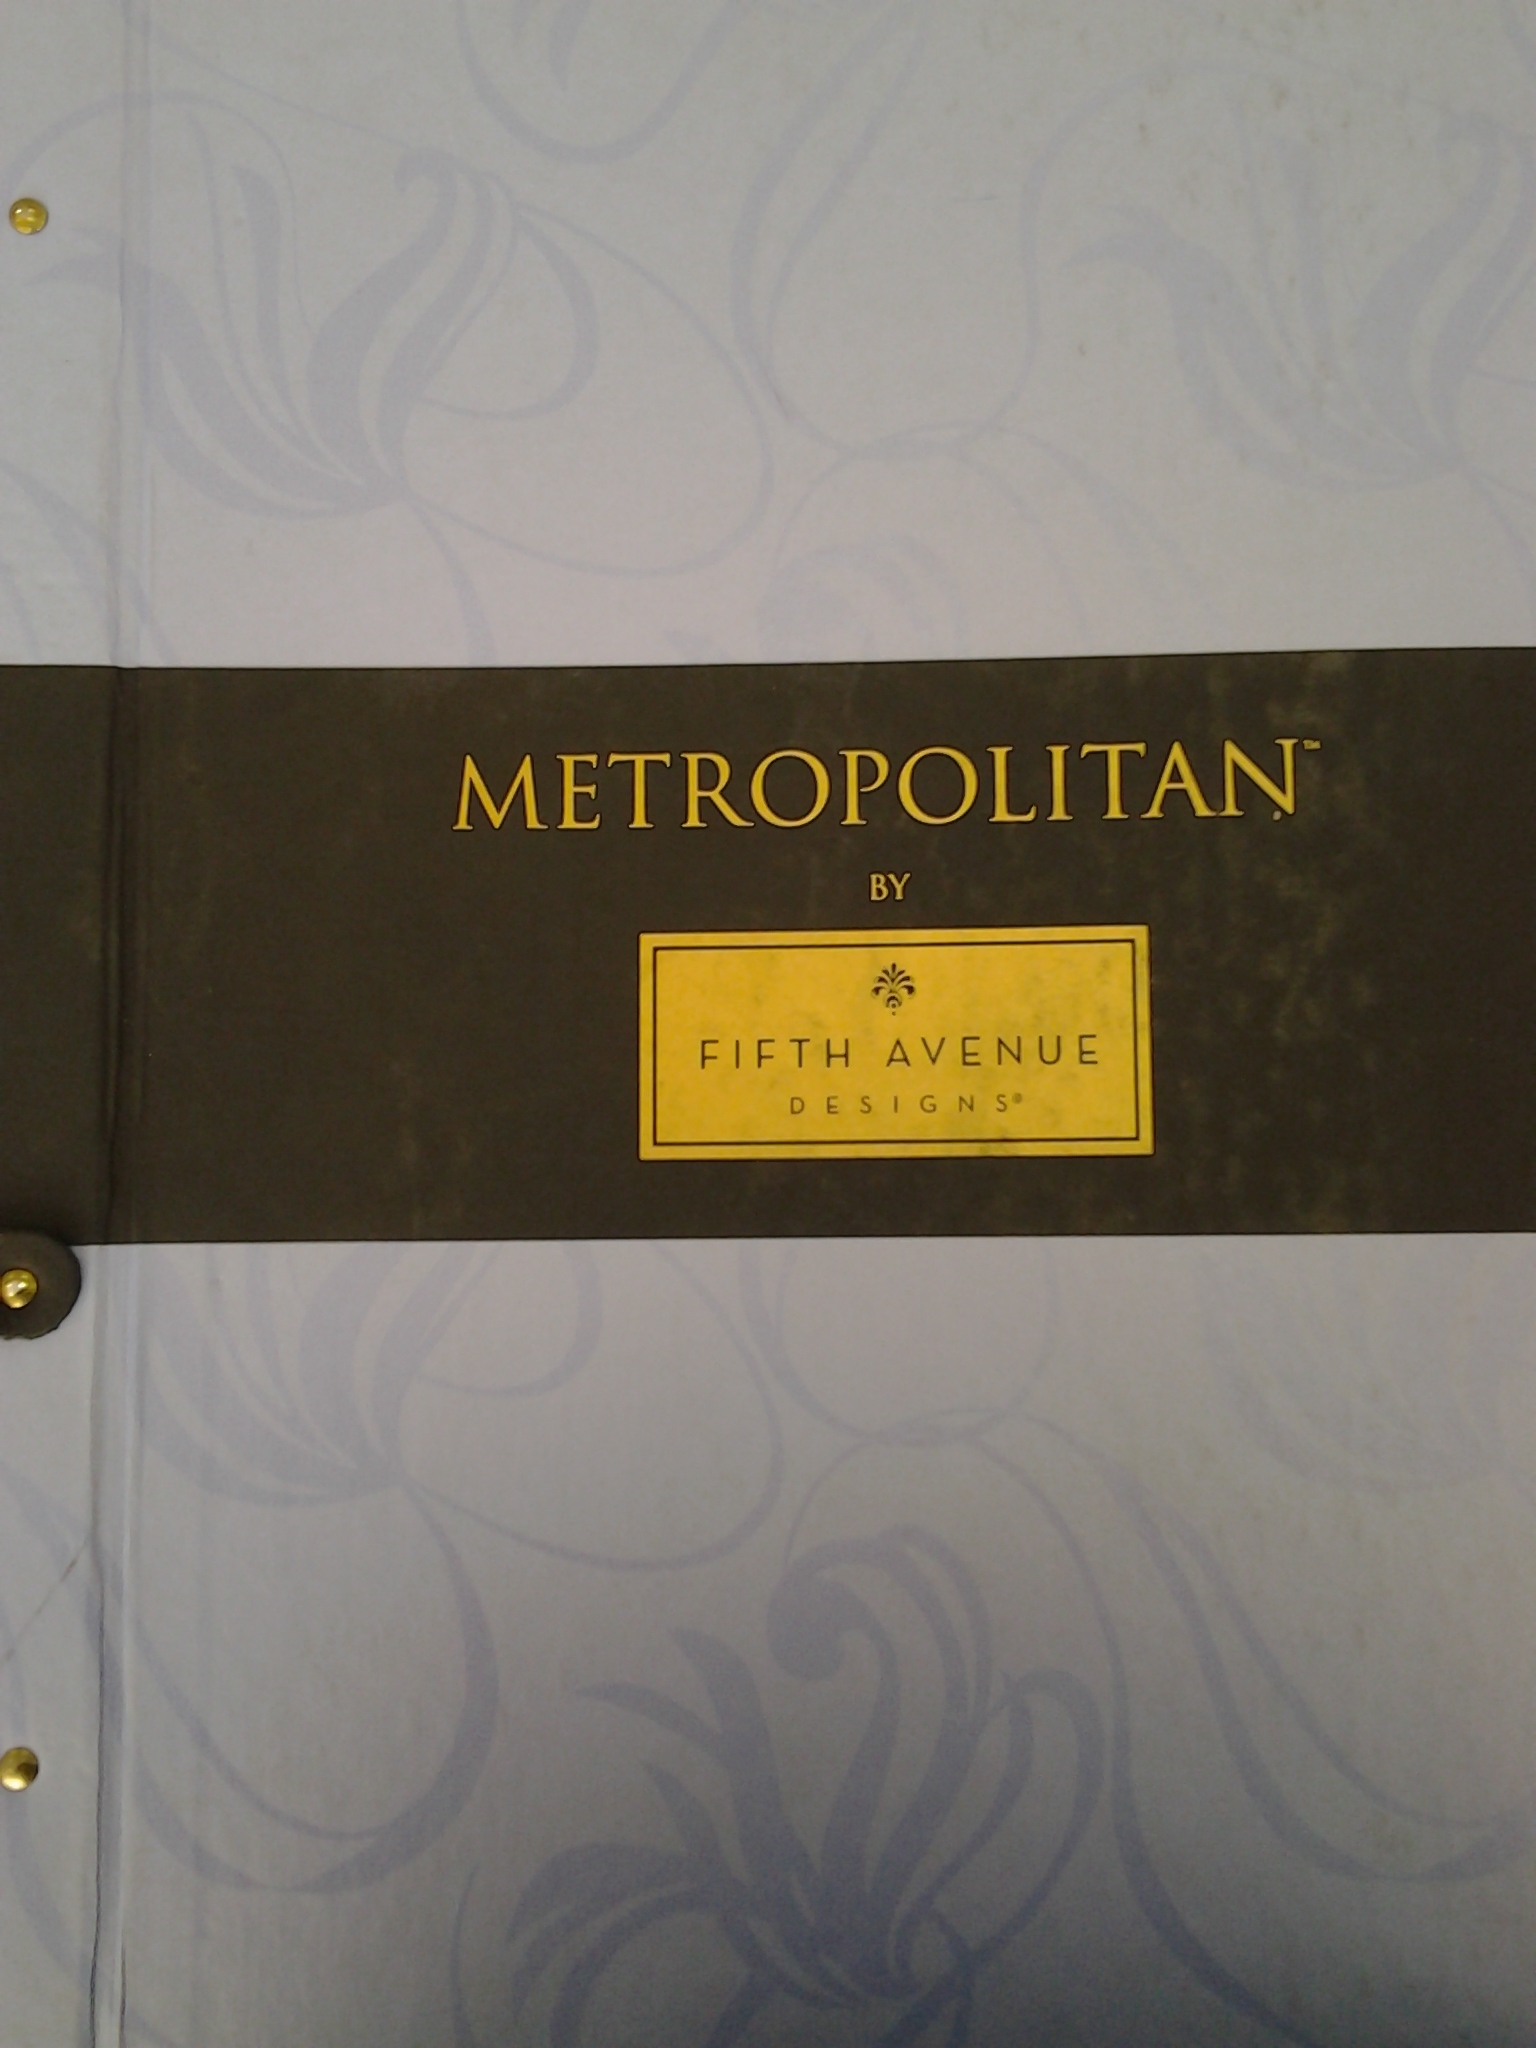 METROPOLITAN™
BY
FIFTH AVENUE
DESIGNS®